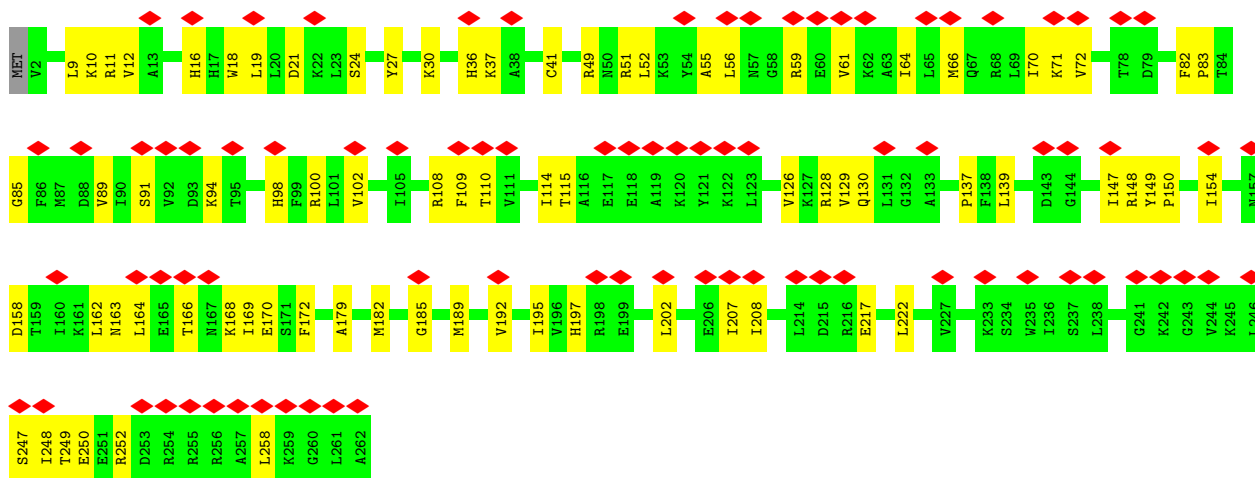 MET V2 L9 K10 R11 V12 A13 H16 H17 W18 L19 L20 D21 K22 L23 S24 Y27 K30 H36 K37 A38 C41 R49 N50 R51 L52 K53 Y54 A55 L56 N57 G58 R59 E60 V61 K62 A63 I64 L65 M66 Q67 R68 L69 I70 K71 V72 T78 D79 F82 P83 T84
G85 F86 M87 D88 V89 I90 S91 V92 D93 K94 T95 H98 F99 R100 L101 V102 I105 R108 F109 T110 V111 I114 T115 A116 E117 E118 A119 K120 Y121 K122 L123 V126 K127 R128 V129 Q130 L131 G132 A133 P137 F138 L139 D143 G144 I147 R148 Y149 P150 I154 N157
D158 T159 I160 K161 L162 N163 L164 E165 T166 N167 K168 I169 E170 S171 F172 A179 M182 G185 M189 V192 I195 V196 H197 R198 E199 L202 E206 I207 I208 L214 D215 R216 E217 L222 V227 K233 S234 W235 I236 S237 L238 G241 K242 G243 V244 K245 L246
S247 I248 T249 E250 E251 R252 D253 R254 R255 R256 A257 L258 K259 G260 L261 A262